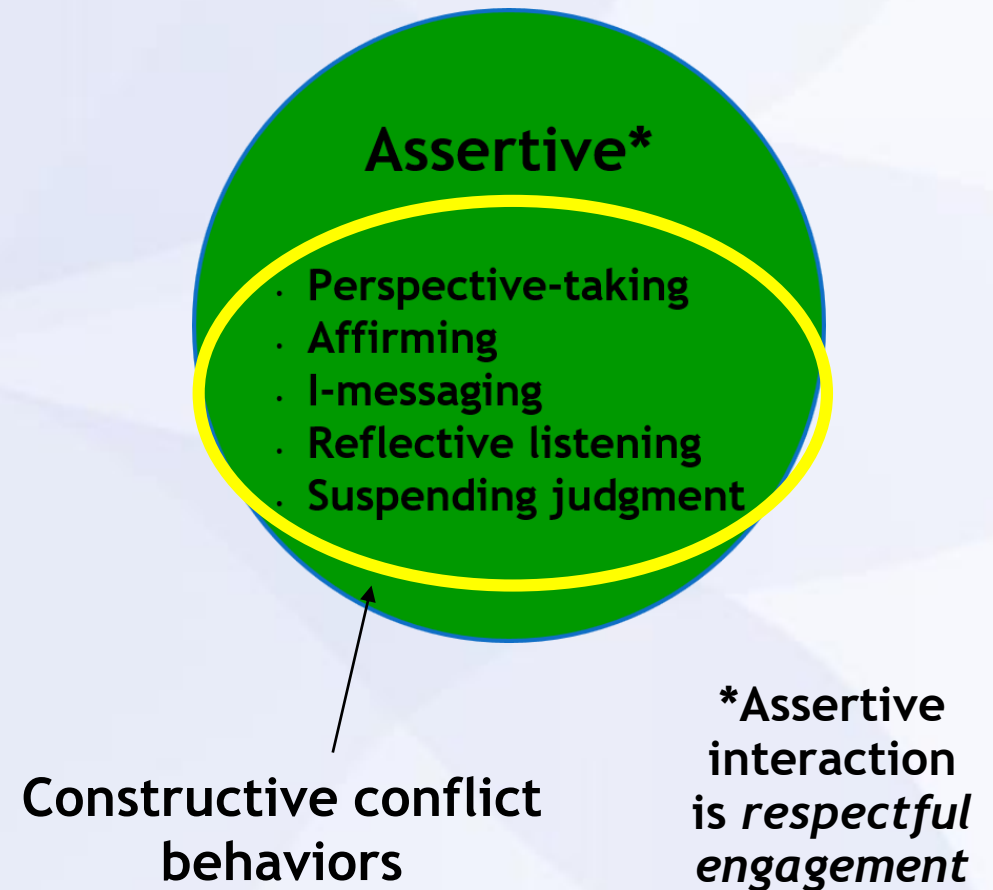 Assertive*
. Perspective-taking
. Affirming
. I-messaging
. Reflective listening
. Suspending judgment
Constructive conflict
behaviors
*Assertive
interaction
is respectful
engagement